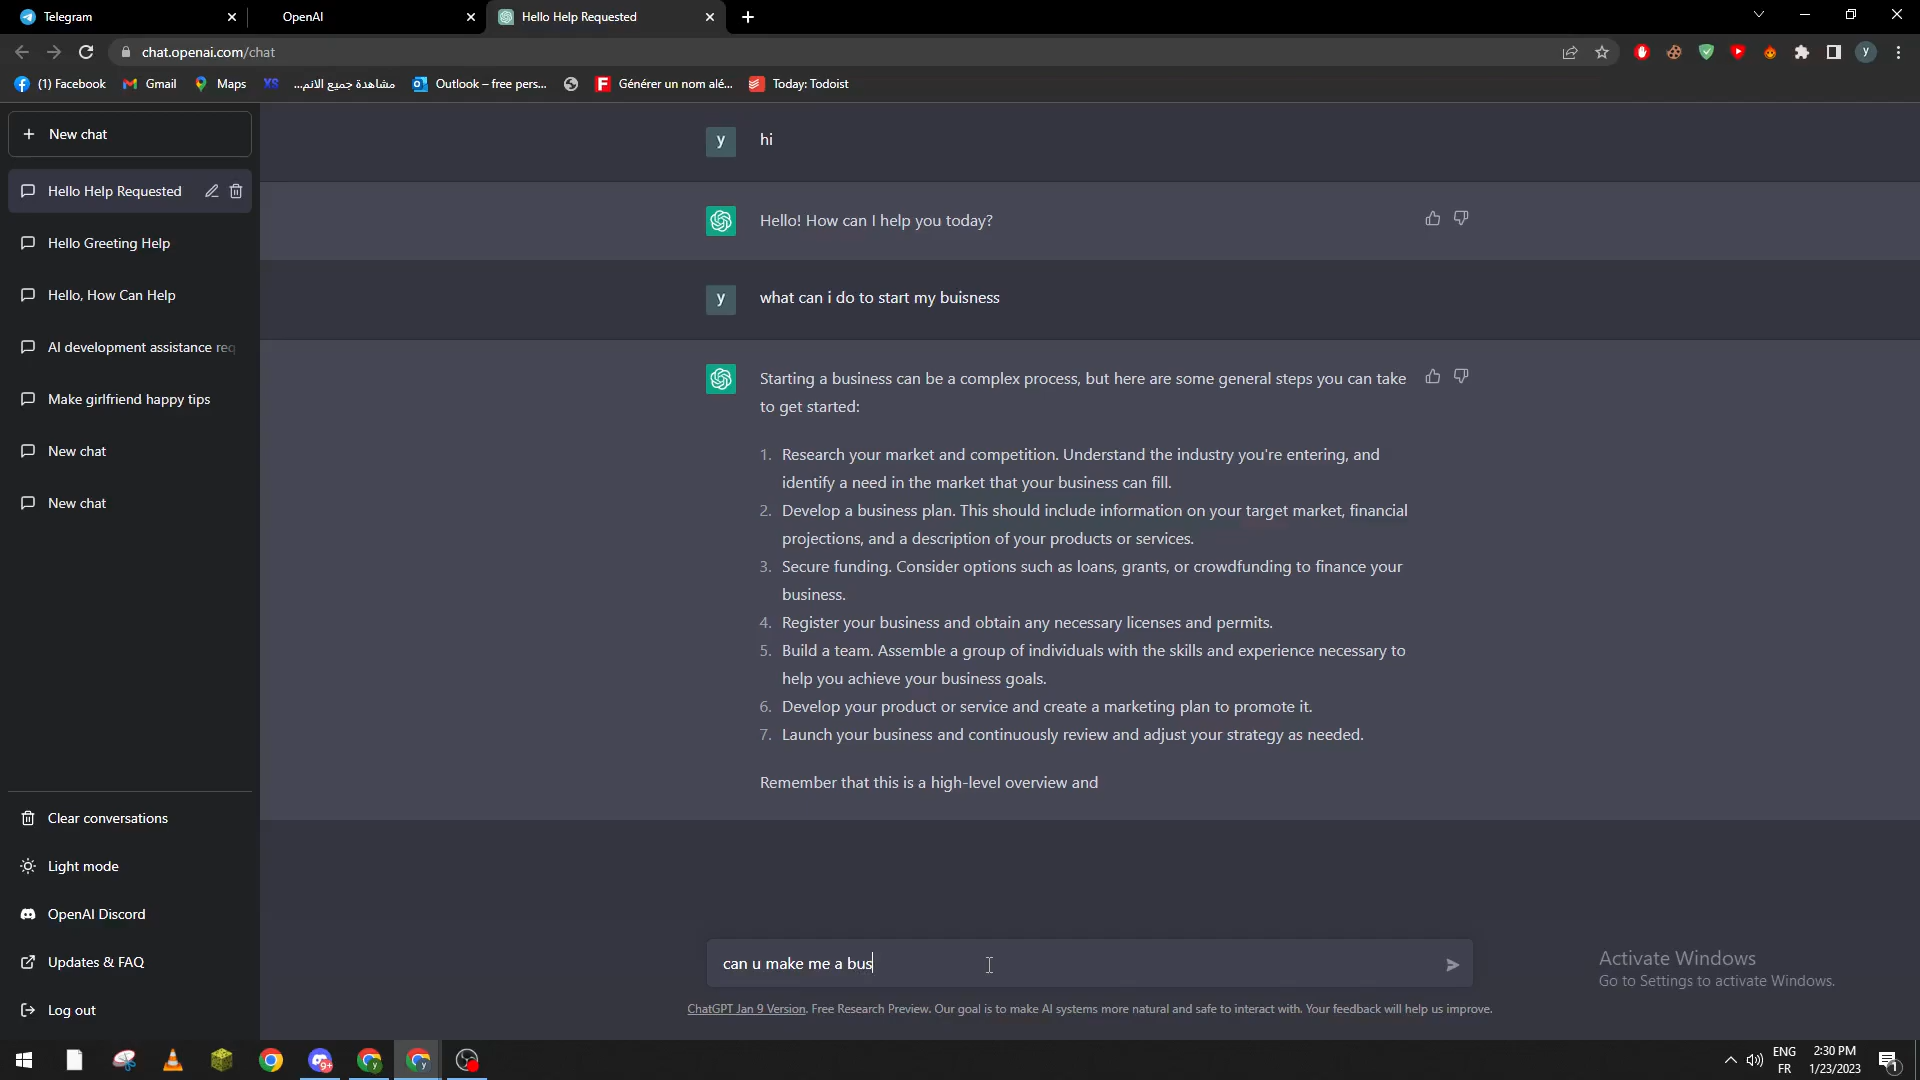 Telegram
OpenAI
Hello Help Requested
chat.openai.com/chat
y
(1) Facebook
Gmail
Maps
XS
مشاهدة جميع الانم...
Outlook – free pers...
Générer un nom alé...
Today: Todoist
New chat
Hello Help Requested
Hello Greeting Help
Hello, How Can Help
AI development assistance req
Make girlfriend happy tips
New chat
New chat
Clear conversations
Light mode
OpenAI Discord
Updates & FAQ
Log out
y
hi
Hello! How can I help you today?
y
what can i do to start my buisness
Starting a business can be a complex process, but here are some general steps you can take
to get started:
1. Research your market and competition. Understand the industry you're entering, and
identify a need in the market that your business can fill.
2. Develop a business plan. This should include information on your target market, financial
projections, and a description of your products or services.
3. Secure funding. Consider options such as loans, grants, or crowdfunding to finance your
business.
4. Register your business and obtain any necessary licenses and permits.
5. Build a team. Assemble a group of individuals with the skills and experience necessary to
help you achieve your business goals.
6. Develop your product or service and create a marketing plan to promote it.
7. Launch your business and continuously review and adjust your strategy as needed.
Remember that this is a high-level overview and
can u make me a bus
ChatGPT Jan 9 Version. Free Research Preview. Our goal is to make AI systems more natural and safe to interact with. Your feedback will help us improve.
Activate Windows
Go to Settings to activate Windows.
9+
y
y
ENG
FR
2:30 PM
1/23/2023
1